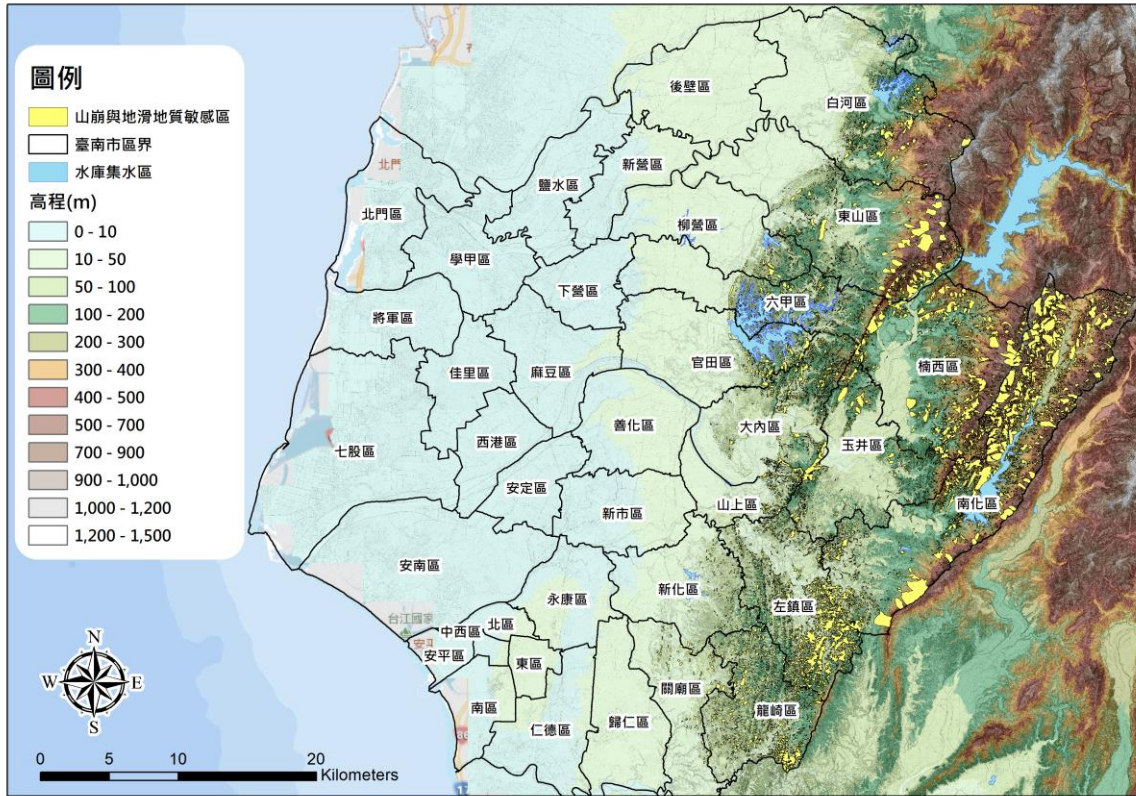 圖例
山崩與地滑地質敏感區
臺南市區界
水庫集水區
高程(m)
0 - 10
10 - 50
50 - 100
100 - 200
200 - 300
300 - 400
400 - 500
500 - 700
700 - 900
900 - 1,000
1,000 - 1,200
1,200 - 1,500
後壁區
白河區
新營區
鹽水區
北門
北門區
柳營區
東山區
學甲區
下營區
六甲區
將軍區
官田區
楠西區
佳里區
麻豆區
善化區
大內區
玉井區
七股區
西港區
安定區
新市區
山上區
南化區
安南區
新化區
永康區
左鎮區
台江國家
北區
中西區
安平區
東區
南區
關廟區
龍崎區
歸仁區
仁德區
86
17
N
W
E
S
0
5
10
20
Kilometers